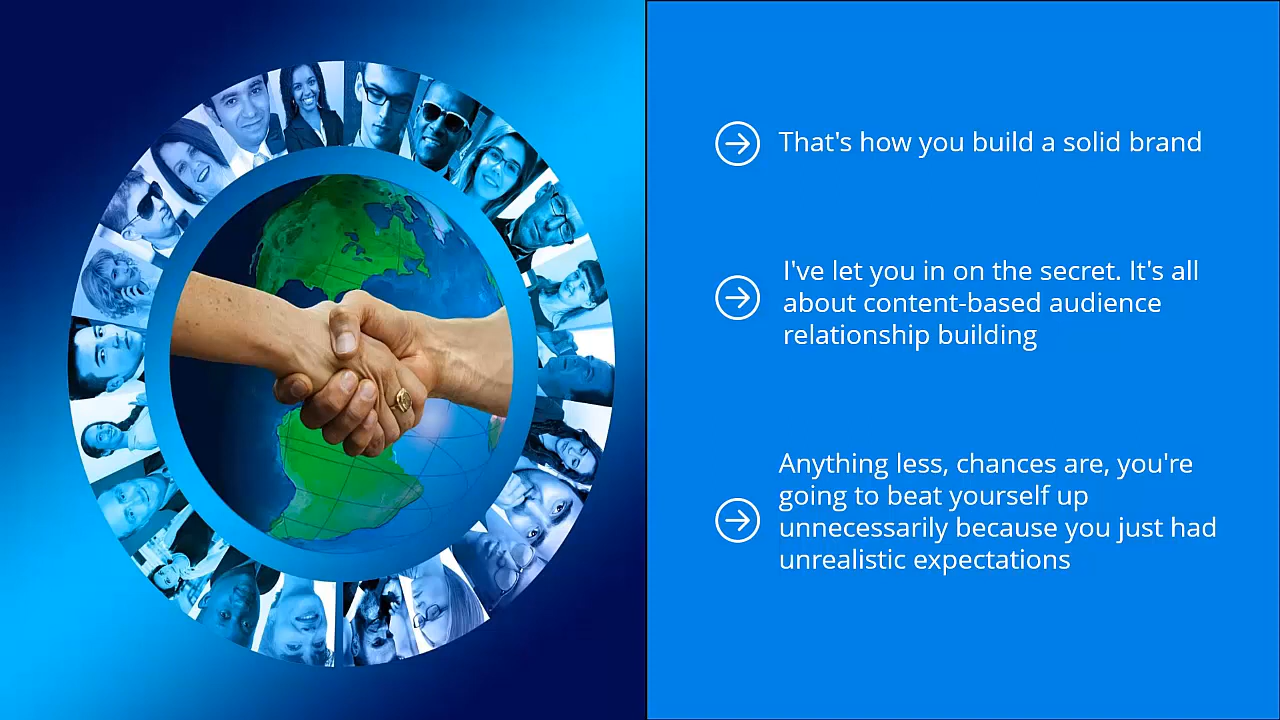 That's how you build a solid brand
I've let you in on the secret. It's all
about content-based audience
relationship building
Anything less, chances are, you're
going to beat yourself up
unnecessarily because you just had
unrealistic expectations